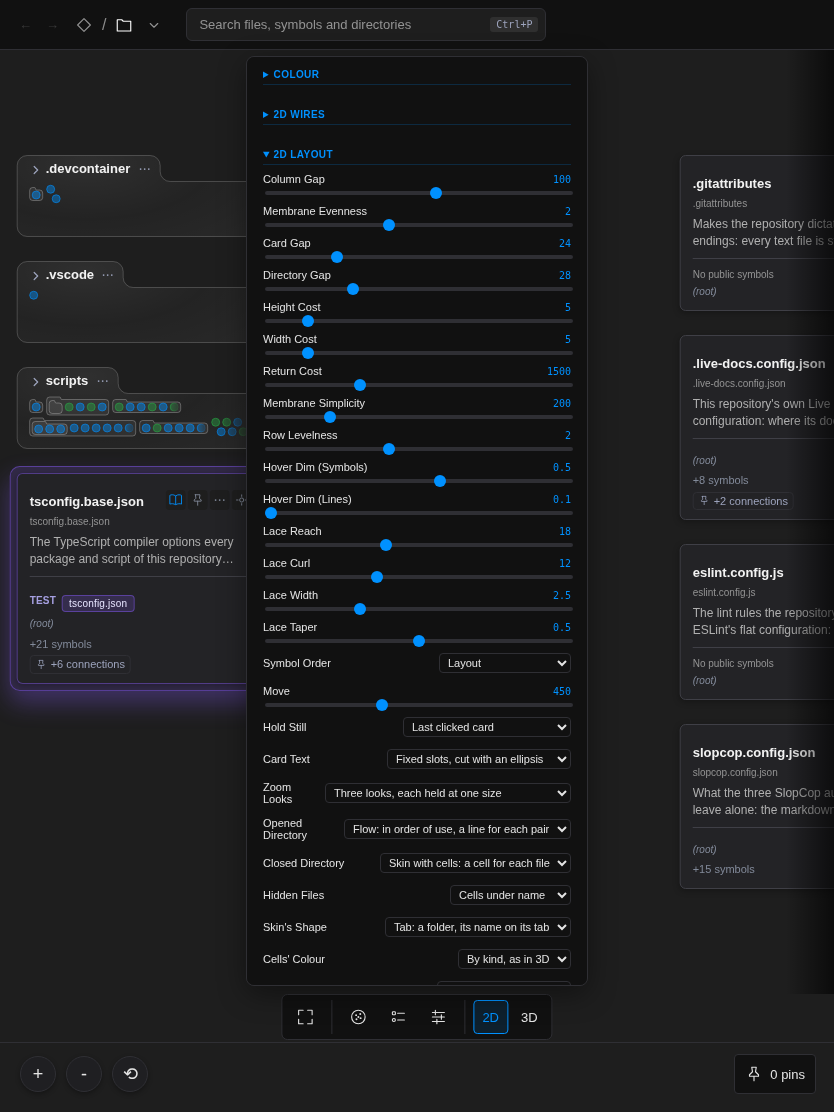 /
Search files, symbols and directories
Ctrl+P
COLOUR
2D WIRES
2D LAYOUT
Column Gap 100
Membrane Evenness 2
Card Gap 24
Directory Gap 28
Height Cost 5
Width Cost 5
Return Cost 1500
Membrane Simplicity 200
Row Levelness 2
Hover Dim (Symbols) 0.5
Hover Dim (Lines) 0.1
Lace Reach 18
Lace Curl 12
Lace Width 2.5
Lace Taper 0.5
Symbol Order Layout
Move 450
Hold Still Last clicked card
Card Text Fixed slots, cut with an ellipsis
Zoom
Looks
Three looks, each held at one size
Opened
Directory
Flow: in order of use, a line for each pair
Closed Directory Skin with cells: a cell for each file
Hidden Files Cells under name
Skin's Shape Tab: a folder, its name on its tab
Cells' Colour By kind, as in 3D
.devcontainer ...
.vscode ...
scripts ...
tsconfig.base.json
...
tsconfig.base.json
The TypeScript compiler options every
package and script of this repository…
TEST tsconfig.json
(root)
+21 symbols
+6 connections
.gitattributes
.gitattributes
Makes the repository
endings: every text file is
No public symbols
(root)
.live-docs.config.json
.live-docs.config.json
This repository's own Live
configuration: where its
(root)
+8 symbols
+2 connections
eslint.config.js
eslint.config.js
The lint rules the repository
ESLint's flat configuration:
No public symbols
(root)
slopcop.config.json
slopcop.config.json
What the three SlopCop
leave alone: the markdown
(root)
+15 symbols
2D 3D
+ -
0 pins